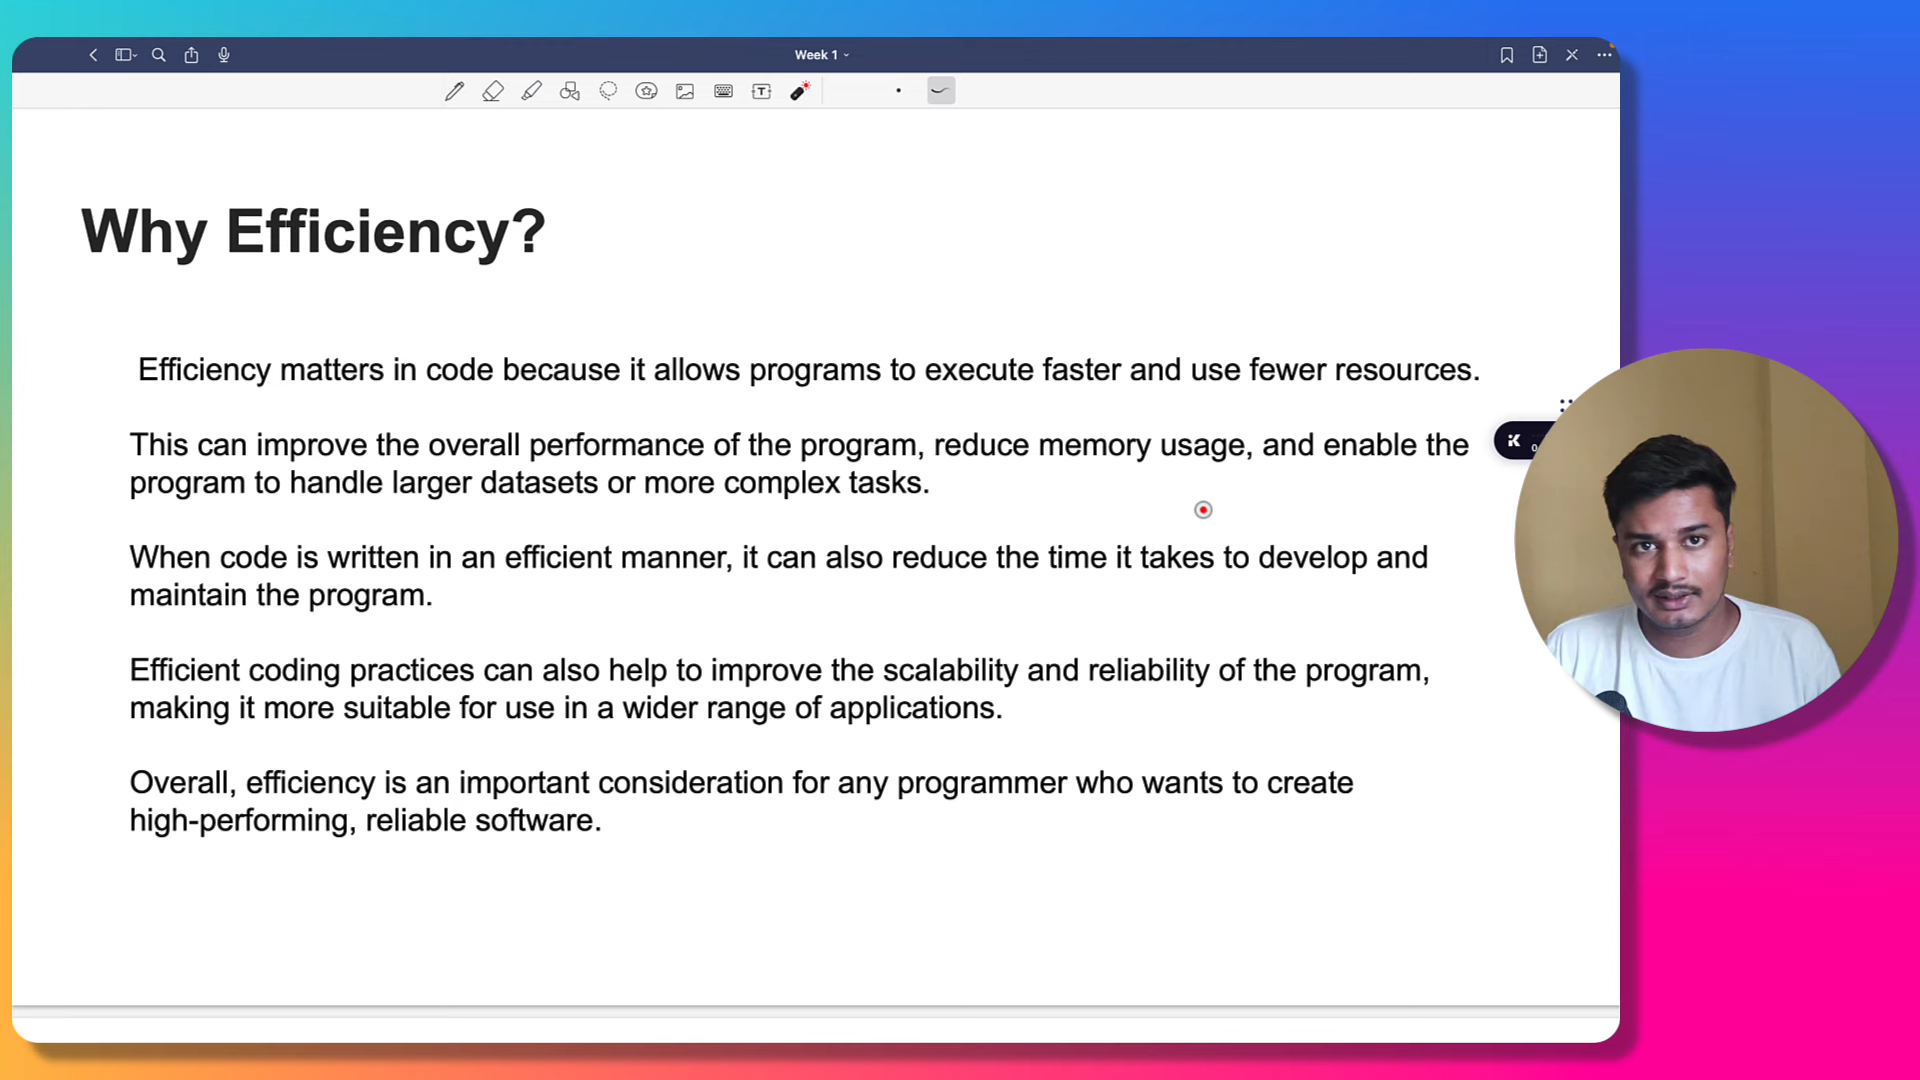 Week 1
Why Efficiency?
Efficiency matters in code because it allows programs to execute faster and use fewer resources.
This can improve the overall performance of the program, reduce memory usage, and enable the
program to handle larger datasets or more complex tasks.
When code is written in an efficient manner, it can also reduce the time it takes to develop and
maintain the program.
Efficient coding practices can also help to improve the scalability and reliability of the program,
making it more suitable for use in a wider range of applications.
Overall, efficiency is an important consideration for any programmer who wants to create
high-performing, reliable software.